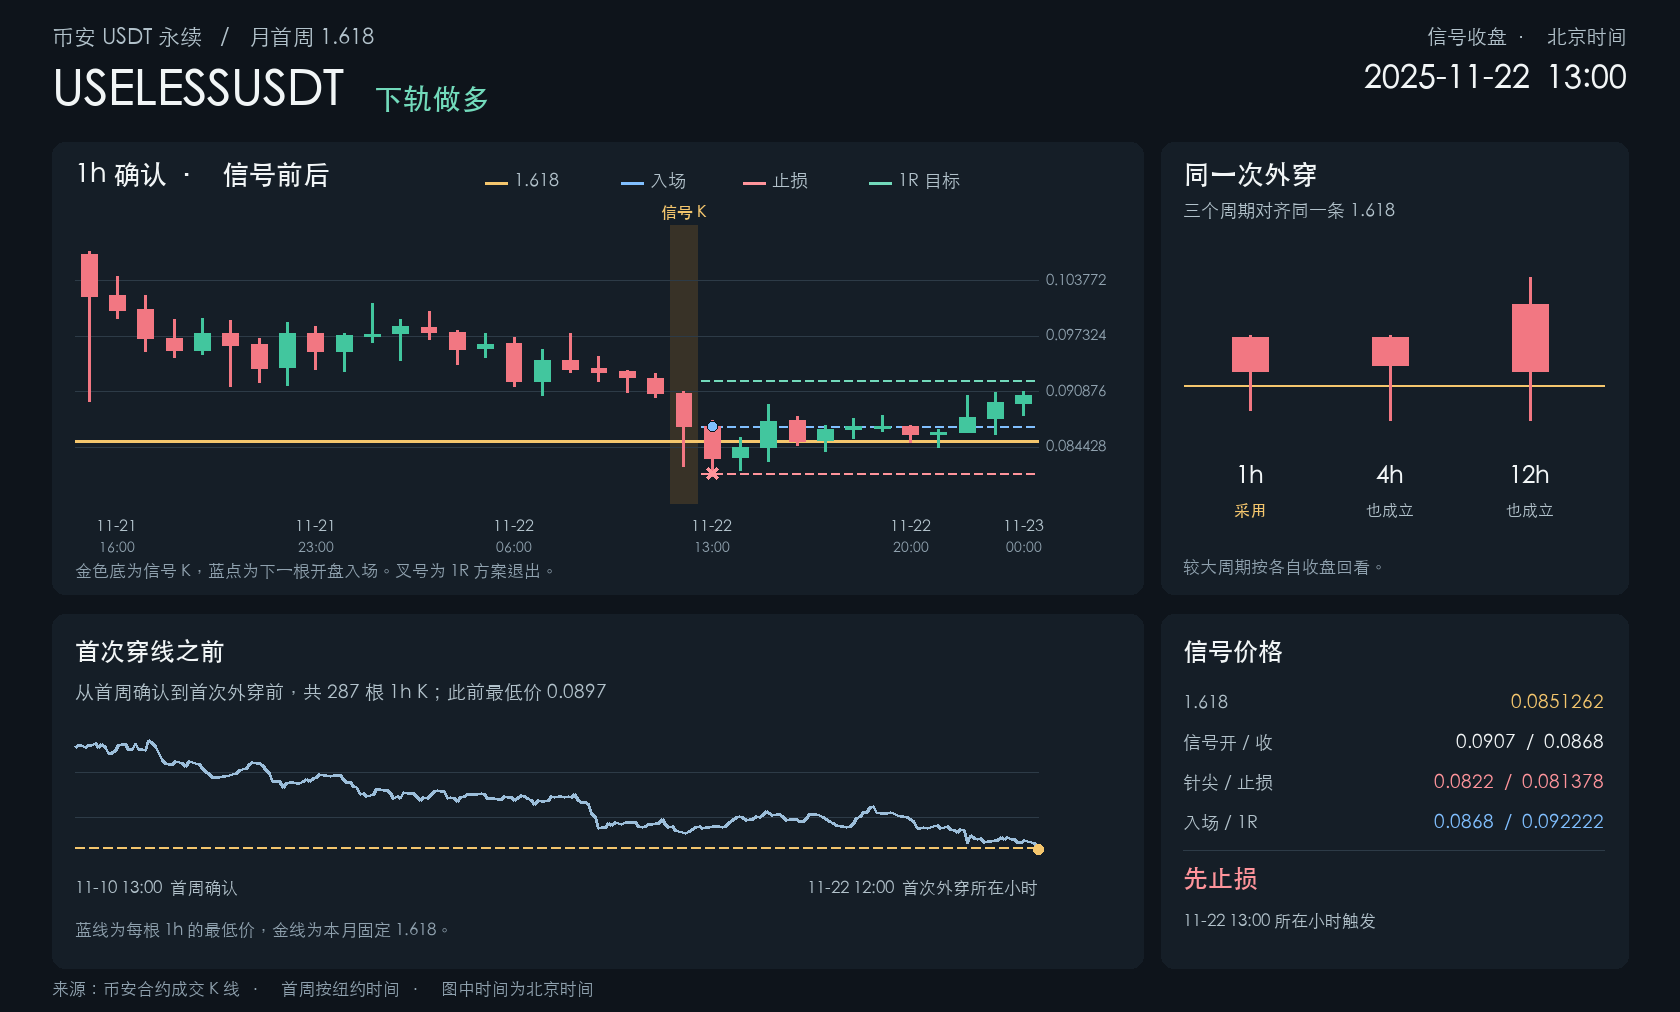 币安 USDT 永续 / 月首周 1.618
信号收盘 · 北京时间
USELESSUSDT 下轨做多
2025-11-22 13:00
1h 确认 · 信号前后
1.618
入场
止损
1R 目标
信号 K
0.103772
0.097324
0.090876
0.084428
11-21 11-21 11-22 11-22 11-22 11-23
16:00 23:00 06:00 13:00 20:00 00:00
金色底为信号 K，蓝点为下一根开盘入场。叉号为 1R 方案退出。
同一次外穿
三个周期对齐同一条 1.618
1h 4h 12h
采用 也成立 也成立
较大周期按各自收盘回看。
首次穿线之前
从首周确认到首次外穿前，共 287 根 1h K；此前最低价 0.0897
11-10 13:00 首周确认
11-22 12:00 首次外穿所在小时
蓝线为每根 1h 的最低价，金线为本月固定 1.618。
信号价格
1.618 0.0851262
信号开 / 收 0.0907 / 0.0868
针尖 / 止损 0.0822 / 0.081378
入场 / 1R 0.0868 / 0.092222
先止损
11-22 13:00 所在小时触发
来源：币安合约成交 K 线 · 首周按纽约时间 · 图中时间为北京时间